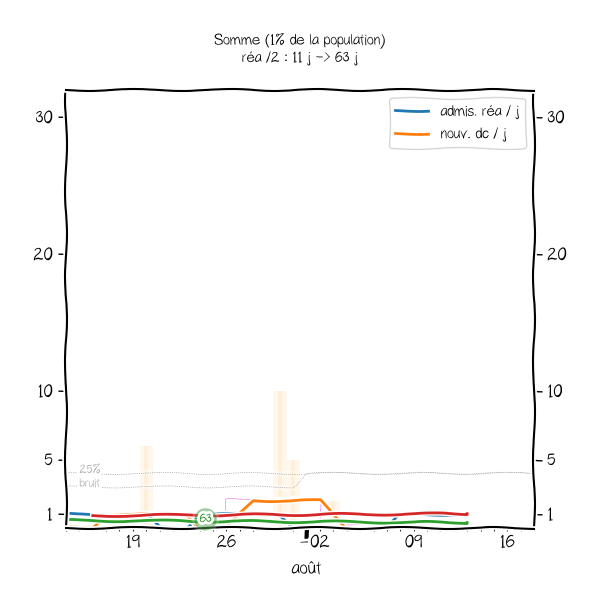 Somme (1% de la population)
réa /2 : 11 j -> 63 j
admis. réa / j
nouv. dc / j
30
30
20
20
10
10
5
5
25%
bruit
1
1
63
19
26
02
09
16
août